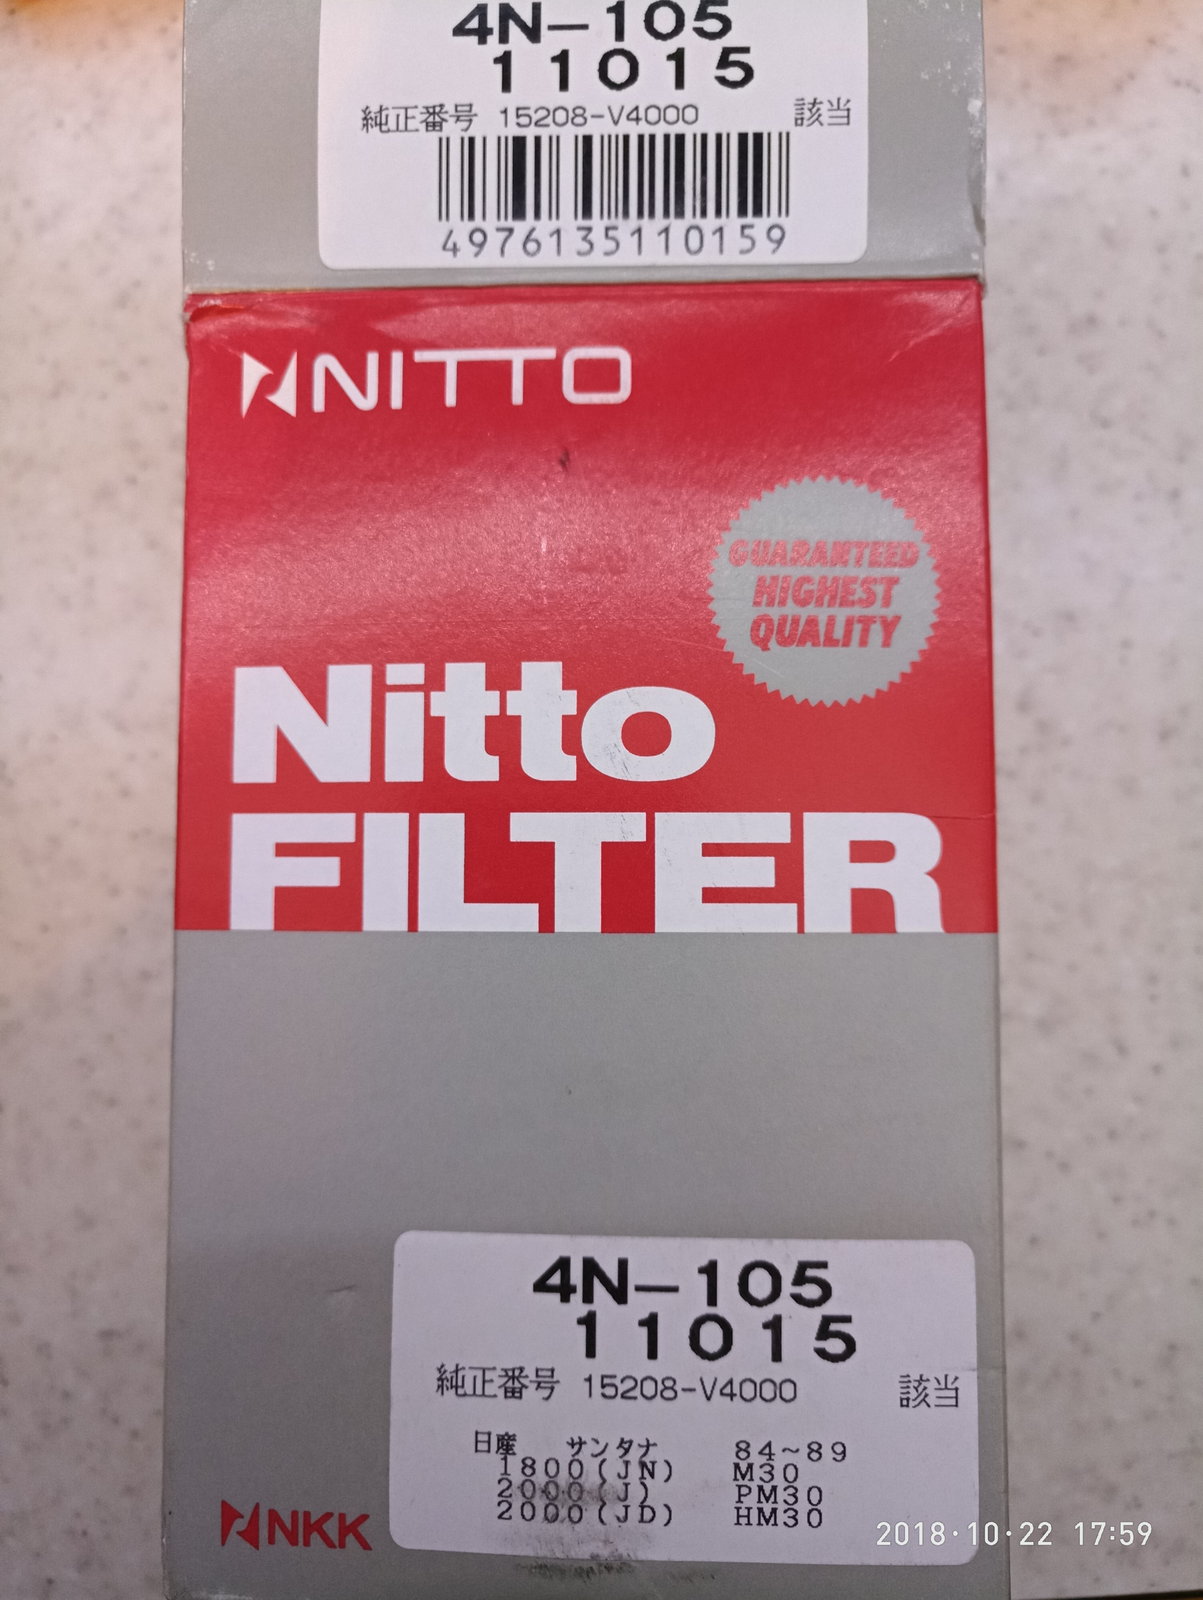 4N-105
11015
純正番号 15208-V4000 該当
4976135110159
NITTO
GUARANTEED
HIGHEST
QUALITY
Nitto
FILTER
4N-105
11015
純正番号 15208-V4000 該当
日産 サンタナ 84~89
1800(JN) M30
2000(J) PM30
2000(JD) HM30
NKK
2018·10·22 17:59